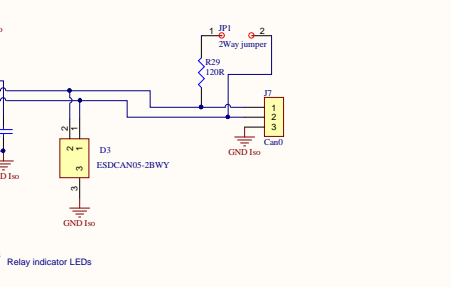 JP1
1 2
2Way jumper
R29
120R
J7
1
2
3
Can0
GND Iso
2 1
2 1
D3
ESDCAN05-2BWY
3
3
GND Iso
D Iso
Relay indicator LEDs